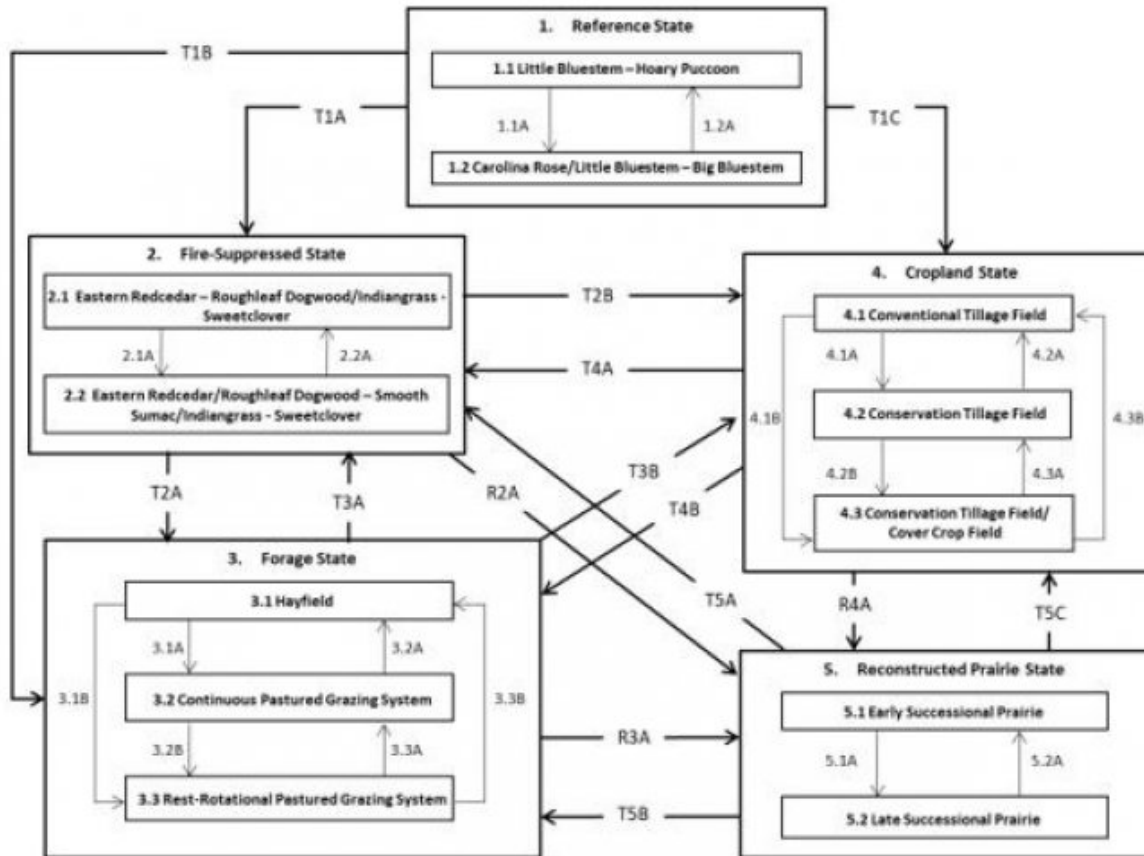 1. Reference State
T1B
1.1 Little Bluestem – Hoary Puccoon
T1A
1.1A
1.2A
T1C
1.2 Carolina Rose/Little Bluestem – Big Bluestem
2. Fire-Suppressed State
2.1 Eastern Redcedar – Roughleaf Dogwood/Indiangrass -
Sweetclover
2.1A
2.2A
2.2 Eastern Redcedar/Roughleaf Dogwood – Smooth
Sumac/Indiangrass - Sweetclover
T2B
T4A
4. Cropland State
4.1 Conventional Tillage Field
4.1A
4.2A
4.2 Conservation Tillage Field
4.1B
4.3B
4.2B
4.3A
4.3 Conservation Tillage Field/
Cover Crop Field
T2A
T3A
R2A
T3B
T4B
T5A
R4A
T5C
3. Forage State
3.1 Hayfield
3.1A
3.2A
3.1B
3.2 Continuous Pastured Grazing System
3.3B
3.2B
3.3A
3.3 Rest-Rotational Pastured Grazing System
R3A
T5B
5. Reconstructed Prairie State
5.1 Early Successional Prairie
5.1A
5.2A
5.2 Late Successional Prairie